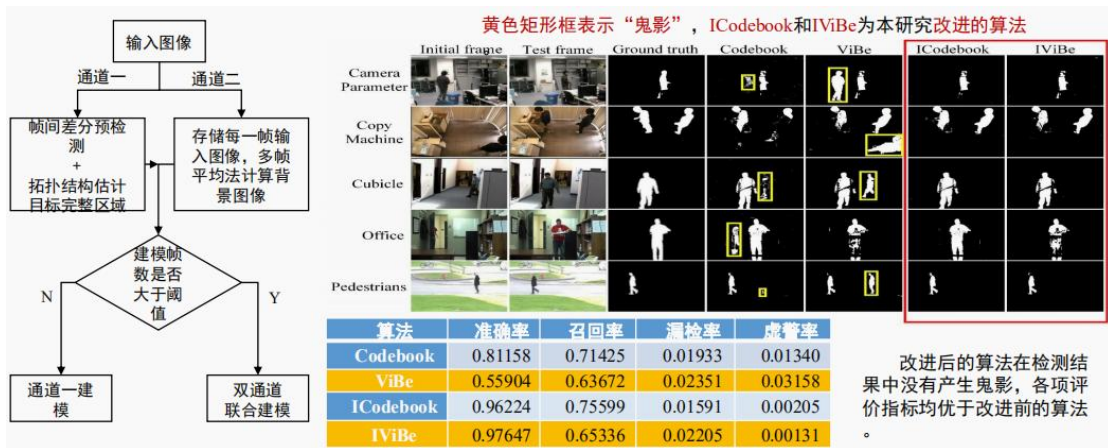 输入图像
通道一
通道二
帧间差分预检
测
+
拓扑结构估计
目标完整区域
存储每一帧输
入图像，多帧
平均法计算背
景图像
建模帧
数是否
大于阈
值
N
Y
通道一建
模
双通道
联合建模
黄色矩形框表示“鬼影”，ICodebook和IViBe为本研究改进的算法
Initial frame Test frame Ground truth Codebook ViBe ICodebook IViBe
Camera
Parameter
Copy
Machine
Cubicle
Office
Pedestrians
算法 准确率 召回率 漏检率 虚警率
Codebook 0.81158 0.71425 0.01933 0.01340
ViBe 0.55904 0.63672 0.02351 0.03158
ICodebook 0.96224 0.75599 0.01591 0.00205
IViBe 0.97647 0.65336 0.02205 0.00131
改进后的算法在检测结
果中没有产生鬼影，各项评
价指标均优于改进前的算法
。